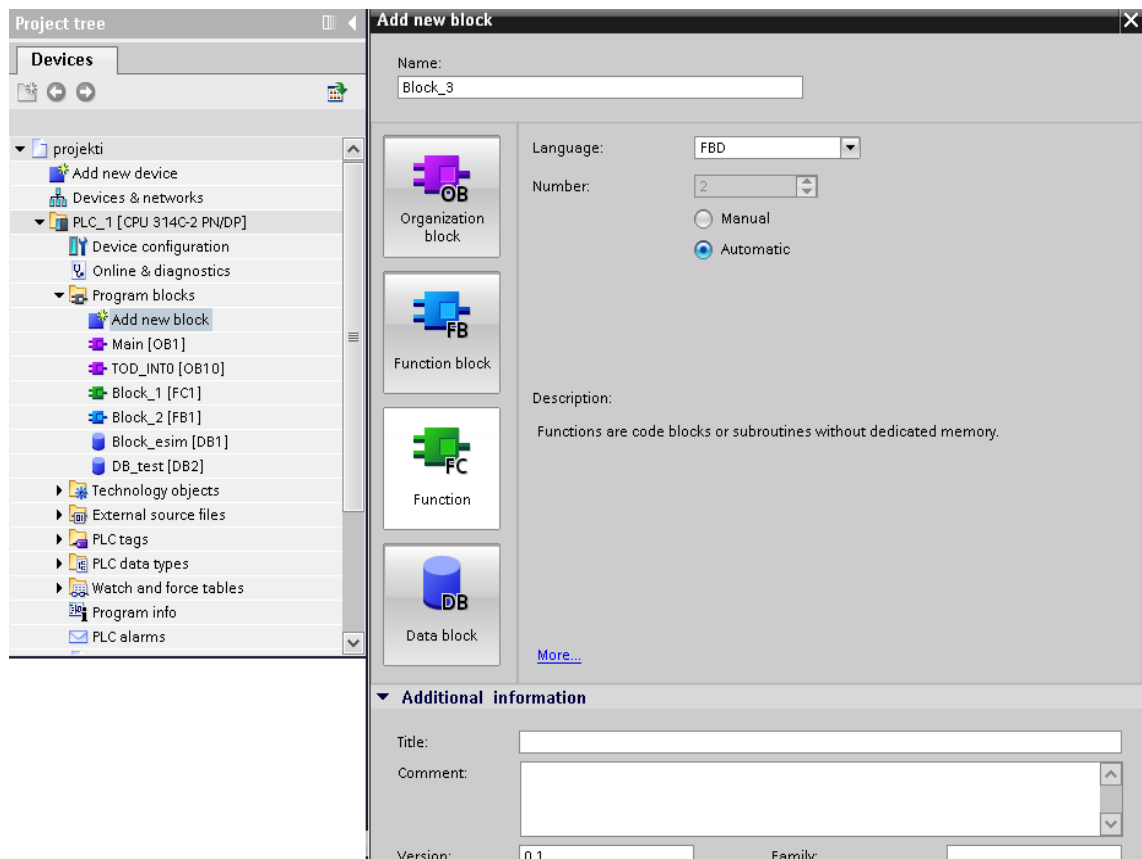 Project tree
Devices
projekti
Add new device
Devices & networks
PLC_1 [CPU 314C-2 PN/DP]
Device configuration
Online & diagnostics
Program blocks
Add new block
Main [OB1]
TOD_INT0 [OB10]
Block_1 [FC1]
Block_2 [FB1]
Block_esim [DB1]
DB_test [DB2]
Technology objects
External source files
PLC tags
PLC data types
Watch and force tables
Program info
PLC alarms
Add new block
Name:
Block_3
OB
Organization
block
FB
Function block
FC
Function
DB
Data block
Language:
FBD
Number:
2
Manual
Automatic
Description:
Functions are code blocks or subroutines without dedicated memory.
More...
Additional information
Title:
Comment:
Version:
0.1
Family: